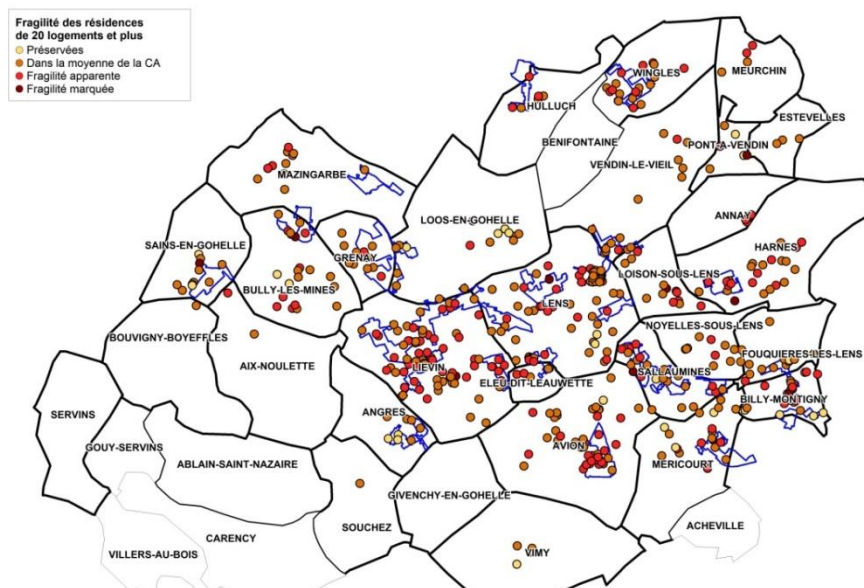 Fragilité des résidences
de 20 logements et plus
Préservées
Dans la moyenne de la CA
Fragilité apparente
Fragilité marquée
WINGLES
MEURCHIN
HULLUCH
ESTEVELLES
BENIFONTAINE
PONT-A-VENDIN
VENDIN-LE-VIEIL
MAZINGARBE
ANNAY
LOOS-EN-GOHELLE
SAINS-EN-GOHELLE
HARNES
GRENAY
LOISON-SOUS-LENS
BULLY-LES-MINES
LENS
NOYELLES-SOUS-LENS
BOUVIGNY-BOYEFFLES
FOUQUIERES-LES-LENS
AIX-NOULETTE
LIEVIN
SALLAUMINES
ELEU-DIT-LEAUWETTE
BILLY-MONTIGNY
SERVINS
ANGRES
GOUY-SERVINS
AVION
MERICOURT
ABLAIN-SAINT-NAZAIRE
GIVENCHY-EN-GOHELLE
SOUCHEZ
ACHEVILLE
CARENCY
VILLERS-AU-BOIS
VIMY